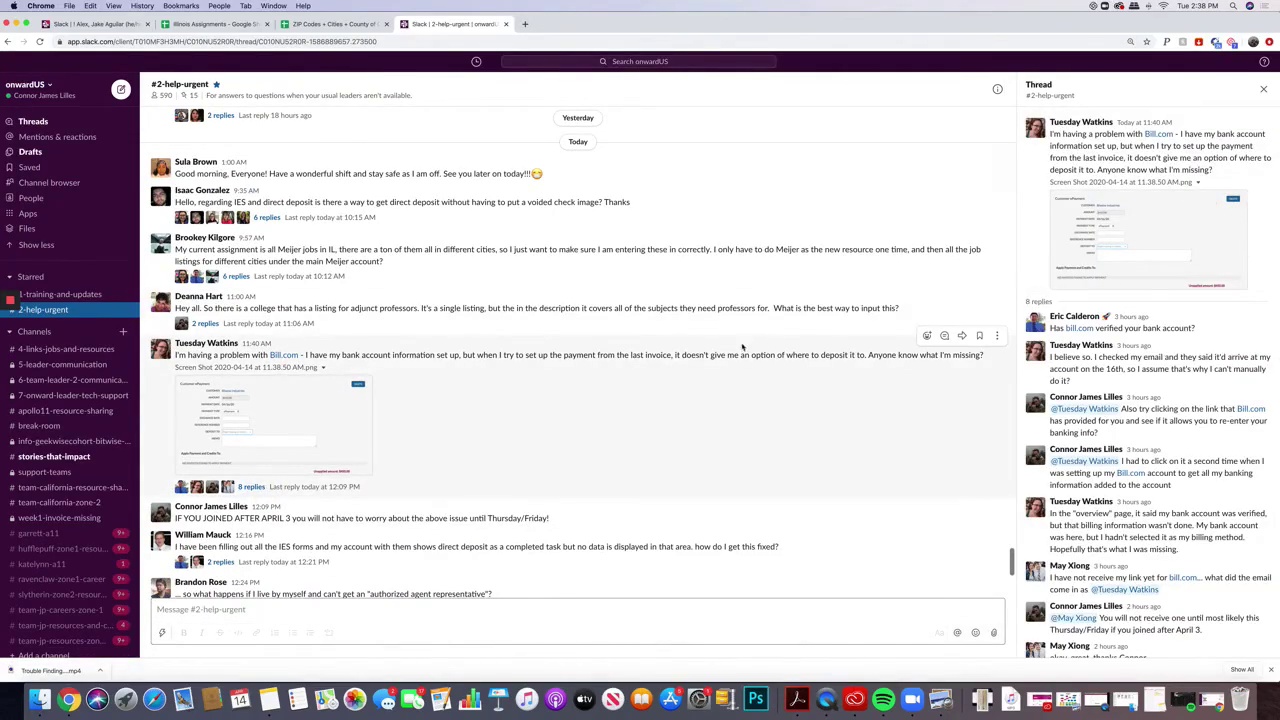 Chrome File Edit View History Bookmarks People Tab Window Help Tue 2:38 PM
Slack | ! Alex, Jake Aguilar (he/h Illinois Assignments - Google Sh ZIP Codes + Cities + County of Slack | 2-help-urgent | onwardU
app.slack.com/client/T010MF3H3MH/C010NU52R0R/thread/C010NU52R0R-1586889657.273500
Search onwardUS
onwardUS
Connor James Lilles
Threads
Mentions & reactions
Drafts
Saved
Channel browser
People
Apps
Files
Show less
Starred
1-training-and-updates
2-help-urgent
Channels
# 4-links-jobs-and-resources
5-leadership-communication
6-team-leader-2-communica...
7-onward-leader-tech-support
# apollo11-resource-sharing
# break-room
info-geekwisecohort-bitwise-...
stories-that-impact
support-teams
# team-california-resource-sha...
# team-california-zone-2
week1-invoice-missing
# garrett-a11 9+
# hufflepuff-zone1-resou... 9+
# katelynn-a11 1
# ravenclaw-zone1-career 9+
# slytherin-zone2-resour... 9+
# team-jp-careers-zone-1 9+
# team-jp-resources-and-c... 4
# team-jp-resources-zon... 9+
Add a channel
#2-help-urgent
590 15 For answers to questions when your usual leaders aren't available.
2 replies Last reply 18 hours ago
Yesterday
Today
Sula Brown 1:00 AM
Good morning, Everyone! Have a wonderful shift and stay safe as I am off. See you later on today!!!
Isaac Gonzalez 9:35 AM
Hello, regarding IES and direct deposit is there a way to get direct deposit without having to put a voided check image? Thanks
6 replies Last reply today at 10:15 AM
Brookey Kilgore 9:57 AM
My current assignment is all Meijer jobs in IL, there are a ton of them all in different cities, so I just want to make sure I am entering these in correctly. I only have to do Meijer as the new resource one time, and then all the job
listings for different cities under the main Meijer account?
6 replies Last reply today at 10:12 AM
Deanna Hart 11:00 AM
Hey all. So there is a college that has a listing for adjunct professors. It's a single listing, but the in the description it covers all of the subjects they need professors for. What is the best way to input this?
2 replies Last reply today at 11:06 AM
Tuesday Watkins 11:40 AM
I'm having a problem with Bill.com - I have my bank account information set up, but when I try to set up the payment from the last invoice, it doesn't give me an option of where to deposit it to. Anyone know what I'm missing?
Screen Shot 2020-04-14 at 11.38.50 AM.png
Customer ePayment
8 replies Last reply today at 12:09 PM
Connor James Lilles 12:09 PM
IF YOU JOINED AFTER APRIL 3 you will not have to worry about the above issue until Thursday/Friday!
William Mauck 12:16 PM
I have been filling out all the IES forms and my account with them shows direct deposit as a completed task but no data is displayed in that area. how do I get this fixed?
2 replies Last reply today at 12:21 PM
Brandon Rose 12:24 PM
... so what happens if I live by myself and can't get an "authorized agent representative"?
Message #2-help-urgent
Thread
#2-help-urgent
Tuesday Watkins Today at 11:40 AM
I'm having a problem with Bill.com - I have my bank account
information set up, but when I try to set up the payment
from the last invoice, it doesn't give me an option of where to
deposit it to. Anyone know what I'm missing?
Screen Shot 2020-04-14 at 11.38.50 AM.png
Customer ePayment
8 replies
Eric Calderon 3 hours ago
Has bill.com verified your bank account?
Tuesday Watkins 3 hours ago
I believe so. I checked my email and they said it'd arrive at my
account on the 16th, so I assume that's why I can't manually
do it?
Connor James Lilles 3 hours ago
@Tuesday Watkins Also try clicking on the link that Bill.com
has provided for you and see if it allows you to re-enter your
banking info?
Connor James Lilles 3 hours ago
@Tuesday Watkins I had to click on it a second time when I
was setting up my Bill.com account to get all my banking
information added to the account
Tuesday Watkins 3 hours ago
In the "overview" page, it said my bank account was verified,
but that billing information wasn't done. My bank account
was here, but I hadn't selected it as my billing method.
Hopefully that's what I was missing.
May Xiong 3 hours ago
I have not receive my link yet for bill.com... what did the email
come in as @Tuesday Watkins
Connor James Lilles 2 hours ago
@May Xiong You will not receive one until most likely this
Thursday/Friday if you joined after April 3.
May Xiong 2 hours ago
okay, great, thanks Connor
Trouble Finding....mp4
Show All